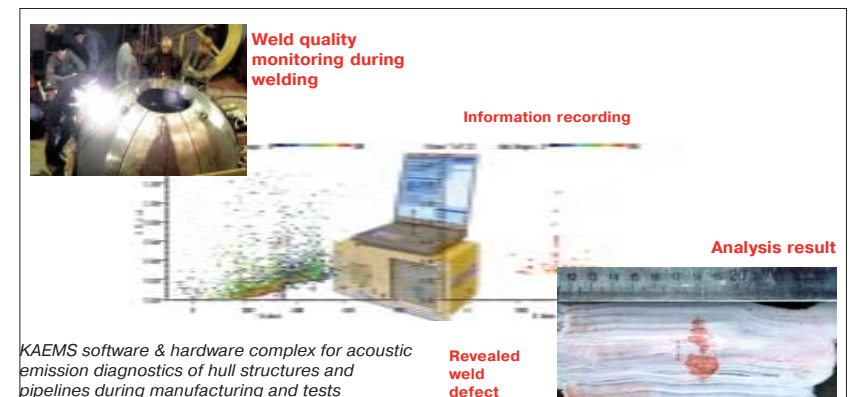 Weld quality
monitoring during
welding
Information recording
Analysis result
KAEMS software & hardware complex for acoustic
emission diagnostics of hull structures and
pipelines during manufacturing and tests
Revealed
weld
defect